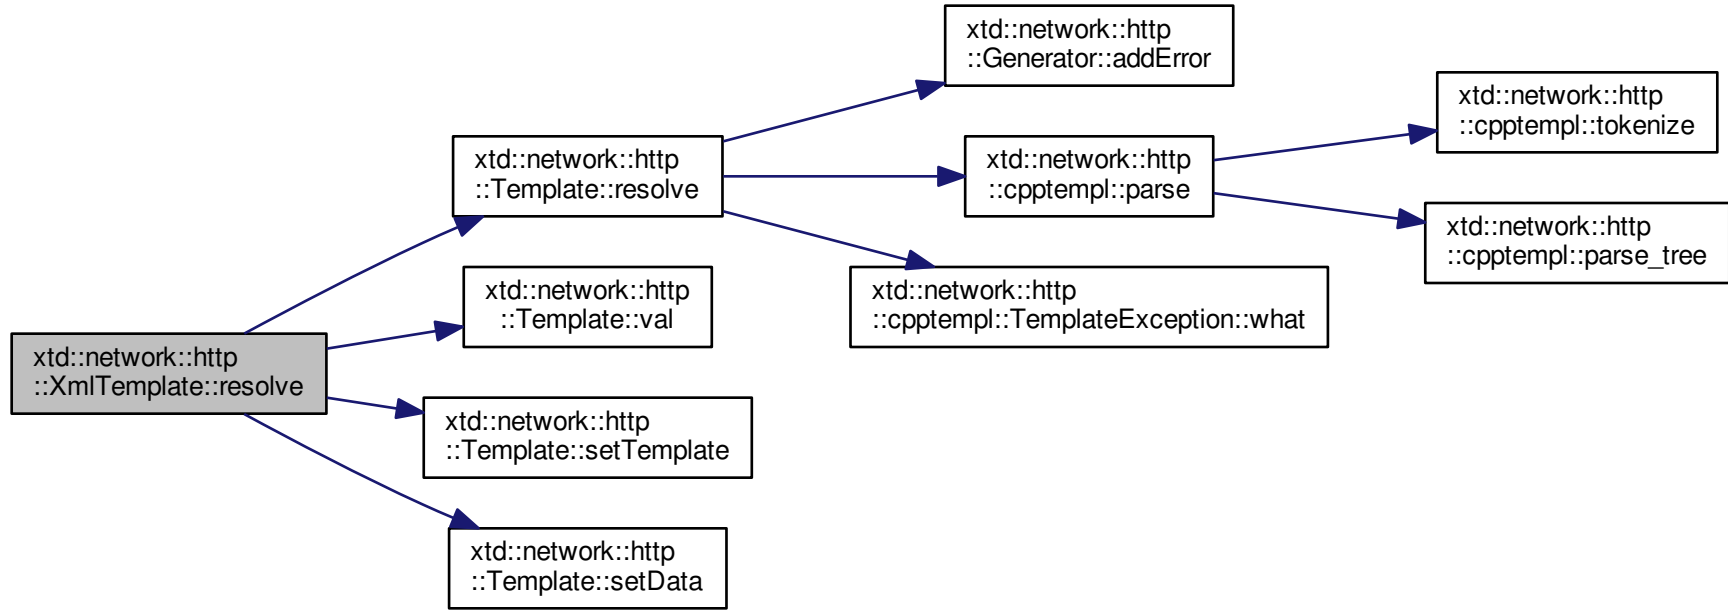 xtd::network::http
::XmlTemplate::resolve
xtd::network::http
::Template::resolve
xtd::network::http
::Template::val
xtd::network::http
::Template::setTemplate
xtd::network::http
::Template::setData
xtd::network::http
::Generator::addError
xtd::network::http
::cpptempl::parse
xtd::network::http
::cpptempl::TemplateException::what
xtd::network::http
::cpptempl::tokenize
xtd::network::http
::cpptempl::parse_tree